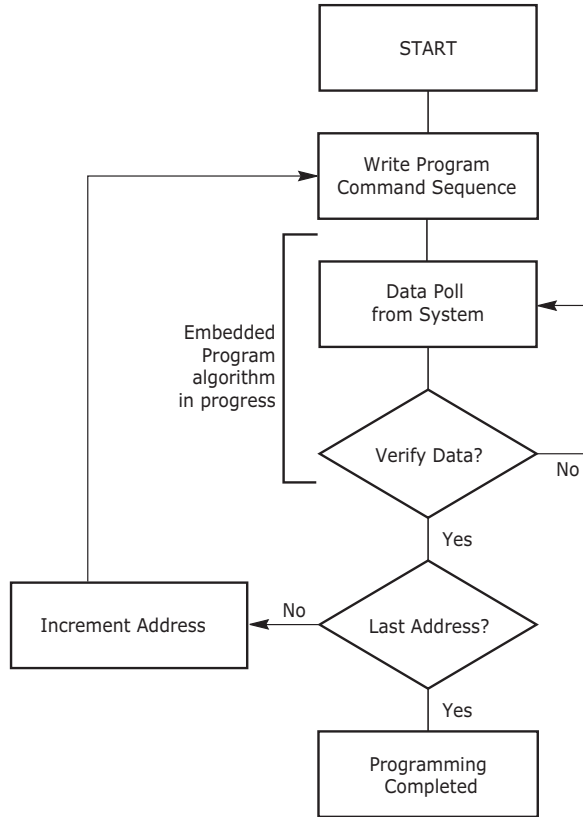 START
Write Program
Command Sequence
Data Poll
from System
Embedded
Program
algorithm
in progress
Verify Data?
No
Yes
No
Increment Address
Last Address?
Yes
Programming
Completed